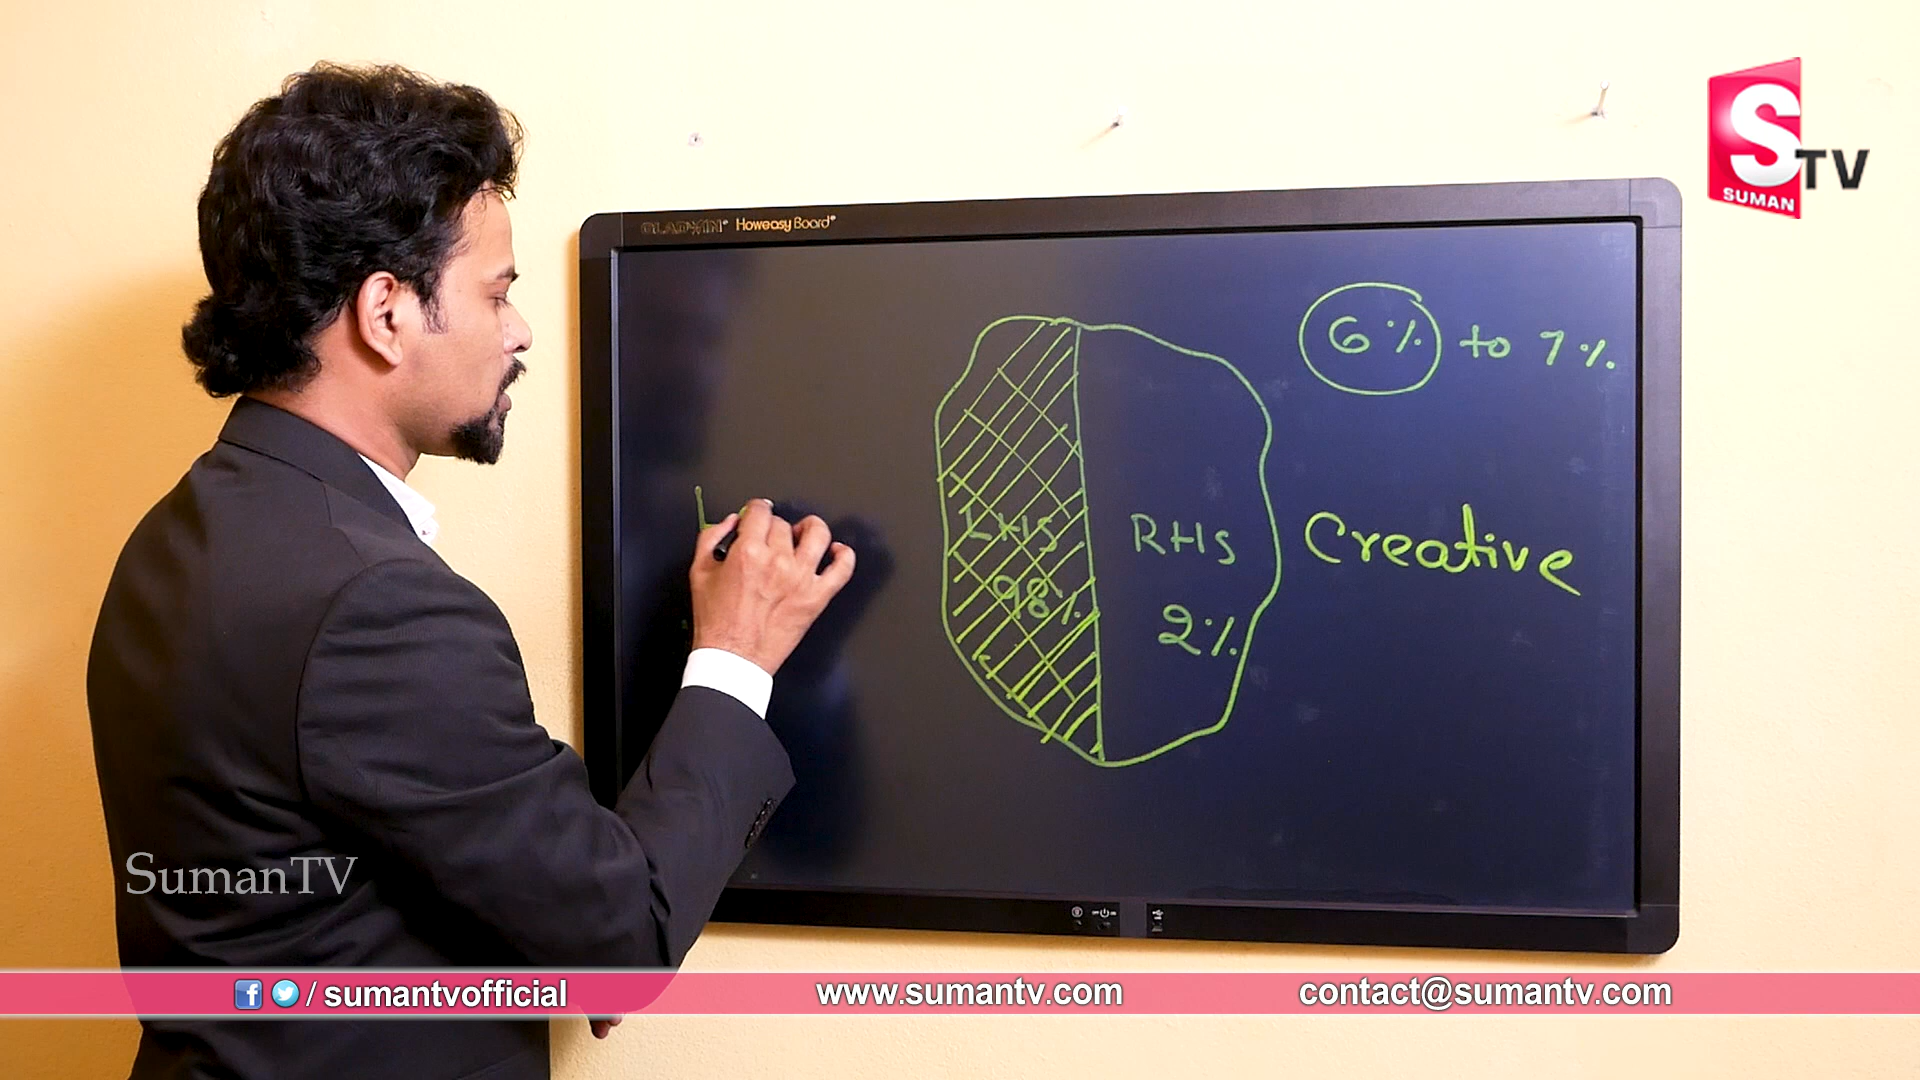 S
TV
SUMAN
GLADWIN Howeasy Board
6% to 7%
LHS
RHS
Creative
98%
2%
SumanTV
/ sumantvofficial
www.sumantv.com
contact@sumantv.com